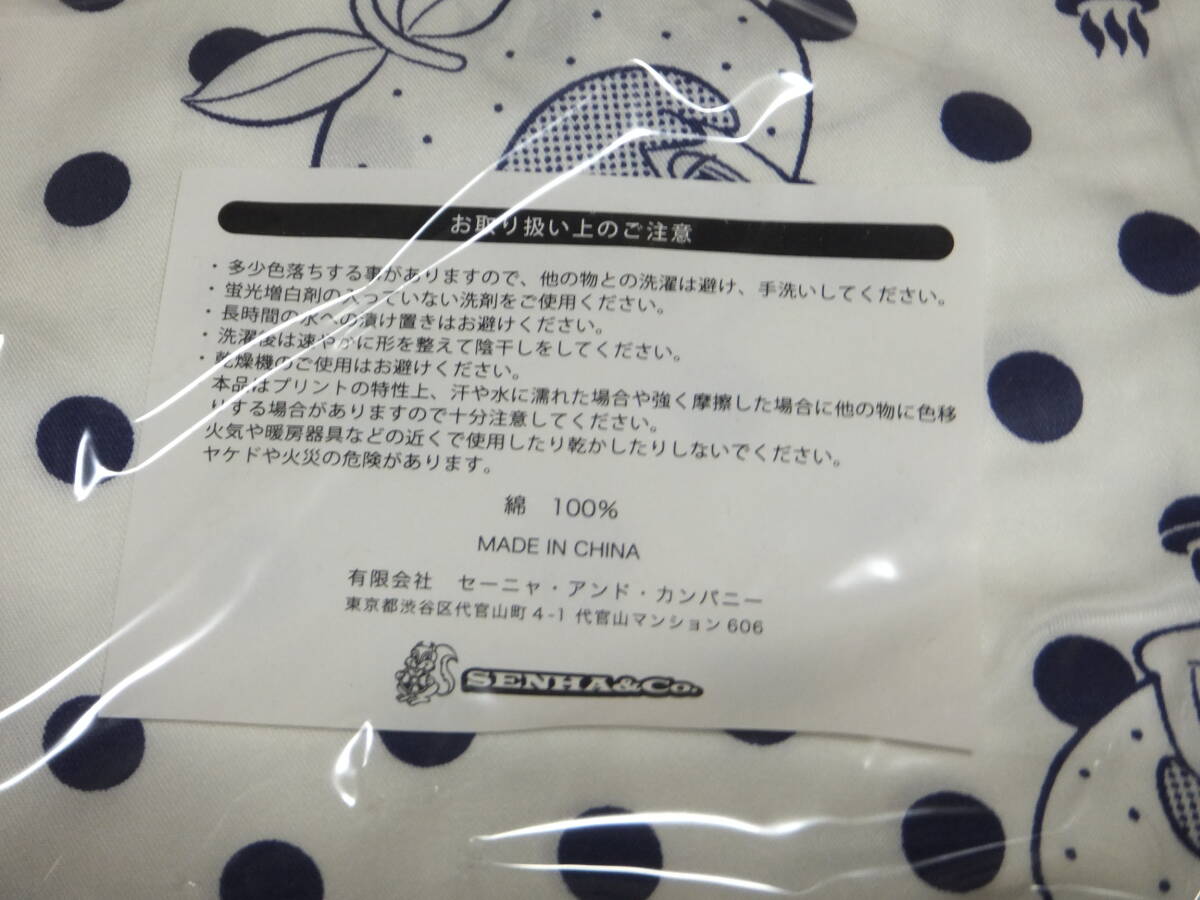 お取り扱い上のご注意
・多少色落ちする事がありますので、他の物との洗濯は避け、手洗いしてください。
・蛍光増白剤の入っていない洗剤をご使用ください。
・長時間の水への漬け置きはお避けください。
・洗濯後は速やかに形を整えて陰干しをしてください。
・乾燥機のご使用はお避けください。
本品はプリントの特性上、汗や水に濡れた場合や強く摩擦した場合に他の物に色移
りする場合がありますので十分注意してください。
火気や暖房器具などの近くで使用したり乾かしたりしないでください。
ヤケドや火災の危険があります。
綿 100%
MADE IN CHINA
有限会社 セーニャ・アンド・カンパニー
東京都渋谷区代官山町4-1 代官山マンション606
SENHA&Co.